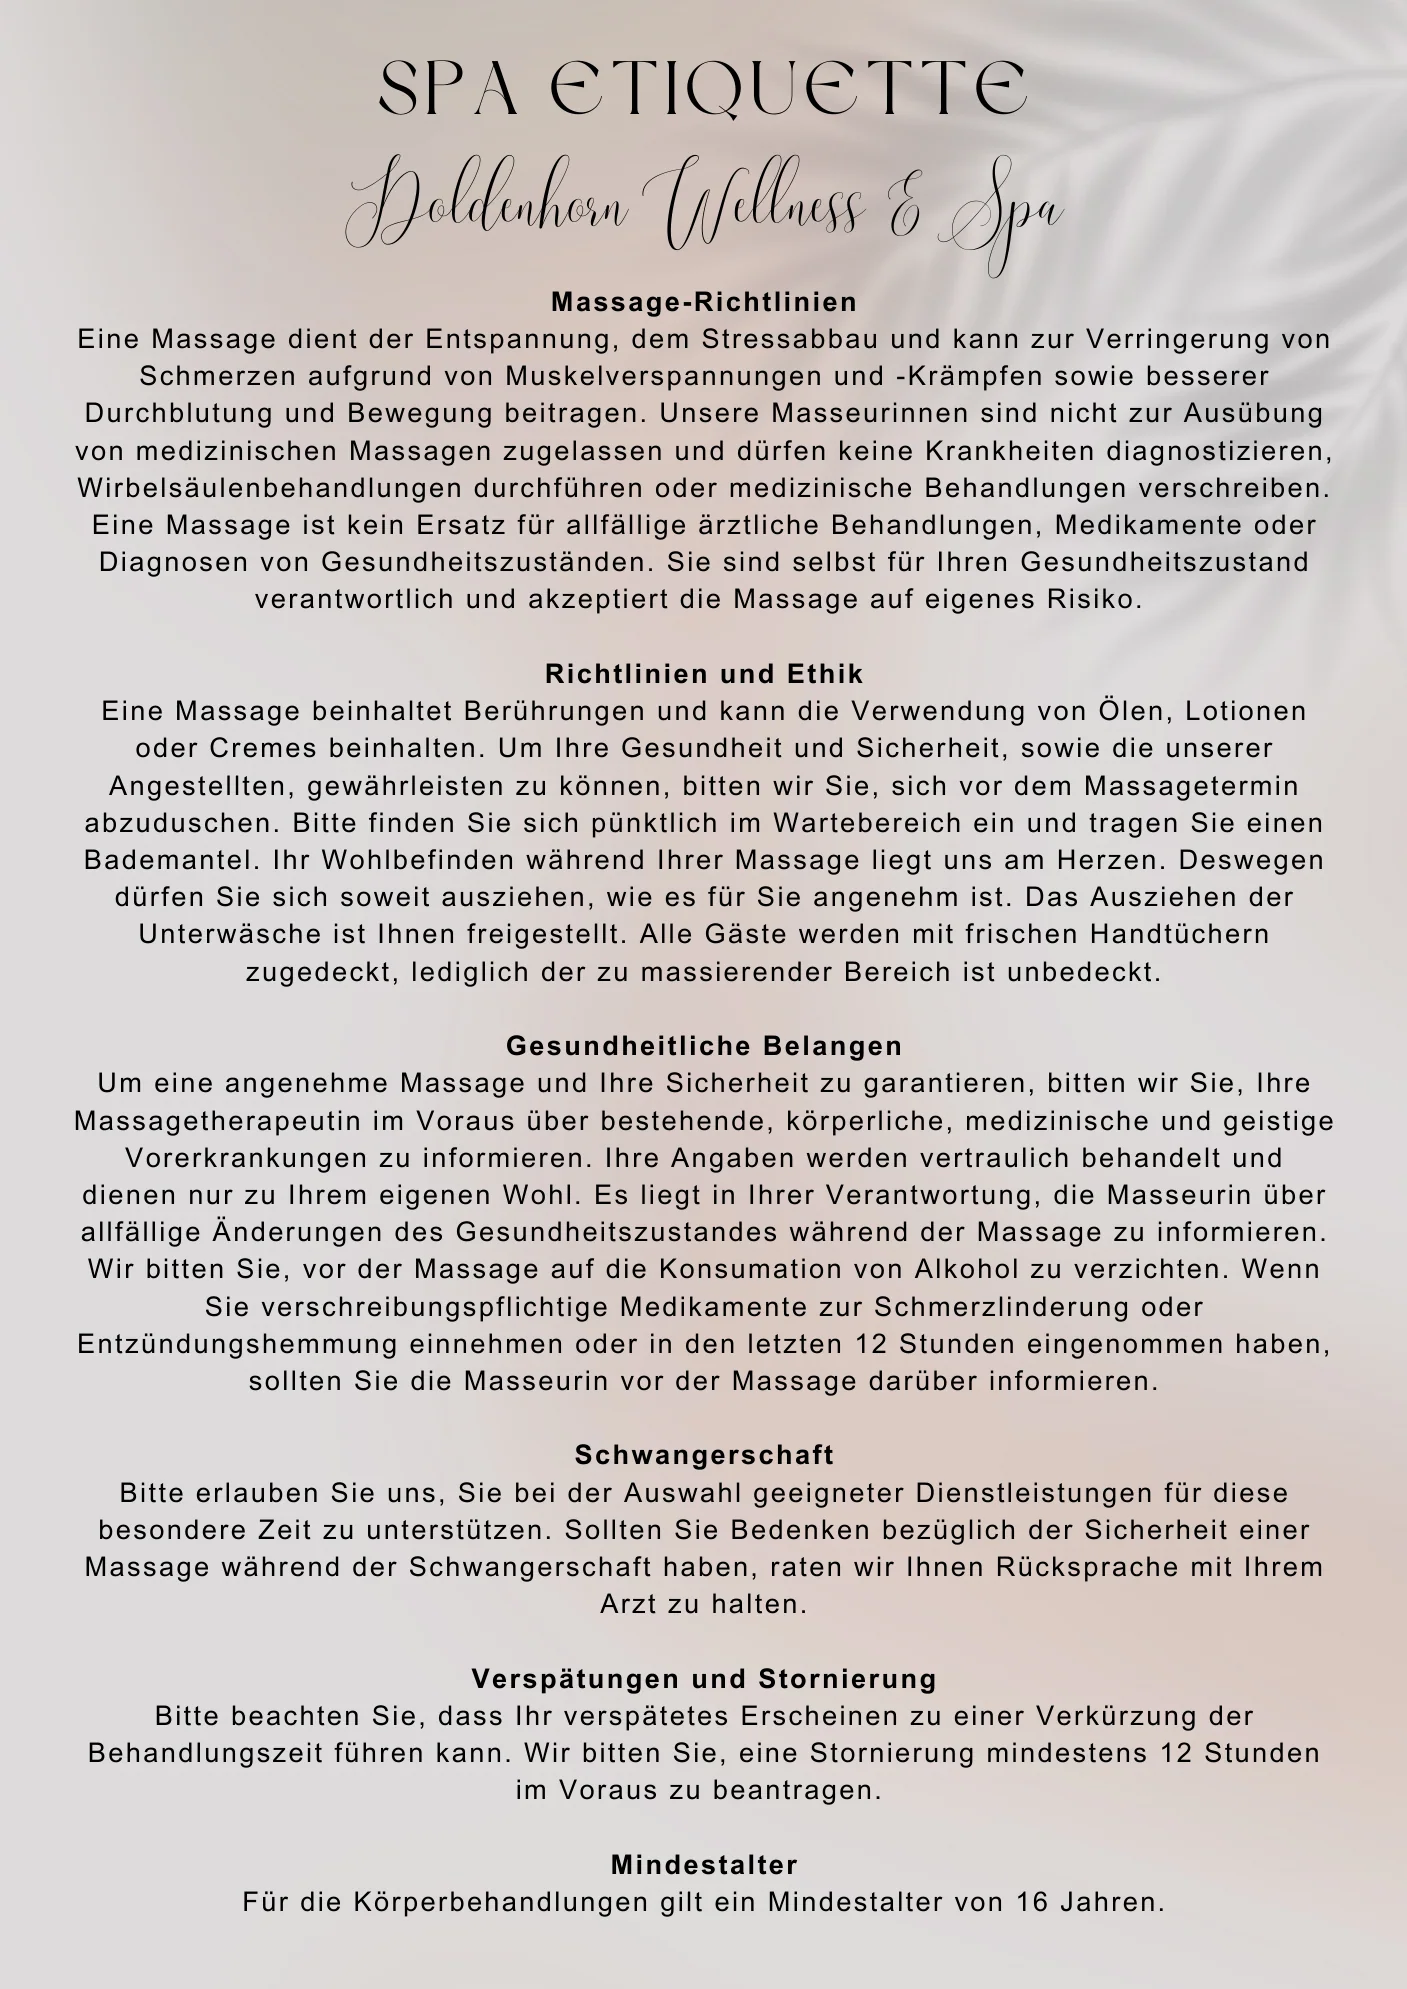 SPA ETIQUETTE
Doldenhorn Wellness & Spa
Massage-Richtlinien
Eine Massage dient der Entspannung, dem Stressabbau und kann zur Verringerung von
Schmerzen aufgrund von Muskelverspannungen und -Krämpfen sowie besserer
Durchblutung und Bewegung beitragen. Unsere Masseurinnen sind nicht zur Ausübung
von medizinischen Massagen zugelassen und dürfen keine Krankheiten diagnostizieren,
Wirbelsäulenbehandlungen durchführen oder medizinische Behandlungen verschreiben.
Eine Massage ist kein Ersatz für allfällige ärztliche Behandlungen, Medikamente oder
Diagnosen von Gesundheitszuständen. Sie sind selbst für Ihren Gesundheitszustand
verantwortlich und akzeptiert die Massage auf eigenes Risiko.
Richtlinien und Ethik
Eine Massage beinhaltet Berührungen und kann die Verwendung von Ölen, Lotionen
oder Cremes beinhalten. Um Ihre Gesundheit und Sicherheit, sowie die unserer
Angestellten, gewährleisten zu können, bitten wir Sie, sich vor dem Massagetermin
abzuduschen. Bitte finden Sie sich pünktlich im Wartebereich ein und tragen Sie einen
Bademantel. Ihr Wohlbefinden während Ihrer Massage liegt uns am Herzen. Deswegen
dürfen Sie sich soweit ausziehen, wie es für Sie angenehm ist. Das Ausziehen der
Unterwäsche ist Ihnen freigestellt. Alle Gäste werden mit frischen Handtüchern
zugedeckt, lediglich der zu massierender Bereich ist unbedeckt.
Gesundheitliche Belangen
Um eine angenehme Massage und Ihre Sicherheit zu garantieren, bitten wir Sie, Ihre
Massagetherapeutin im Voraus über bestehende, körperliche, medizinische und geistige
Vorerkrankungen zu informieren. Ihre Angaben werden vertraulich behandelt und
dienen nur zu Ihrem eigenen Wohl. Es liegt in Ihrer Verantwortung, die Masseurin über
allfällige Änderungen des Gesundheitszustandes während der Massage zu informieren.
Wir bitten Sie, vor der Massage auf die Konsumation von Alkohol zu verzichten. Wenn
Sie verschreibungspflichtige Medikamente zur Schmerzlinderung oder
Entzündungshemmung einnehmen oder in den letzten 12 Stunden eingenommen haben,
sollten Sie die Masseurin vor der Massage darüber informieren.
Schwangerschaft
Bitte erlauben Sie uns, Sie bei der Auswahl geeigneter Dienstleistungen für diese
besondere Zeit zu unterstützen. Sollten Sie Bedenken bezüglich der Sicherheit einer
Massage während der Schwangerschaft haben, raten wir Ihnen Rücksprache mit Ihrem
Arzt zu halten.
Verspätungen und Stornierung
Bitte beachten Sie, dass Ihr verspätetes Erscheinen zu einer Verkürzung der
Behandlungszeit führen kann. Wir bitten Sie, eine Stornierung mindestens 12 Stunden
im Voraus zu beantragen.
Mindestalter
Für die Körperbehandlungen gilt ein Mindestalter von 16 Jahren.